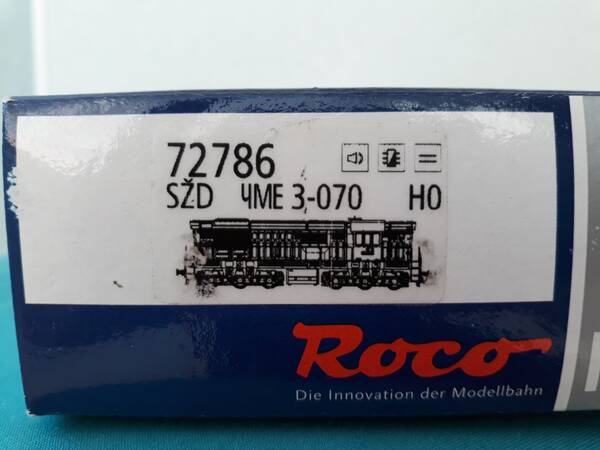 72786
SŽD ЧМЕ 3-070 H0
Roco
Die Innovation der Modellbahn